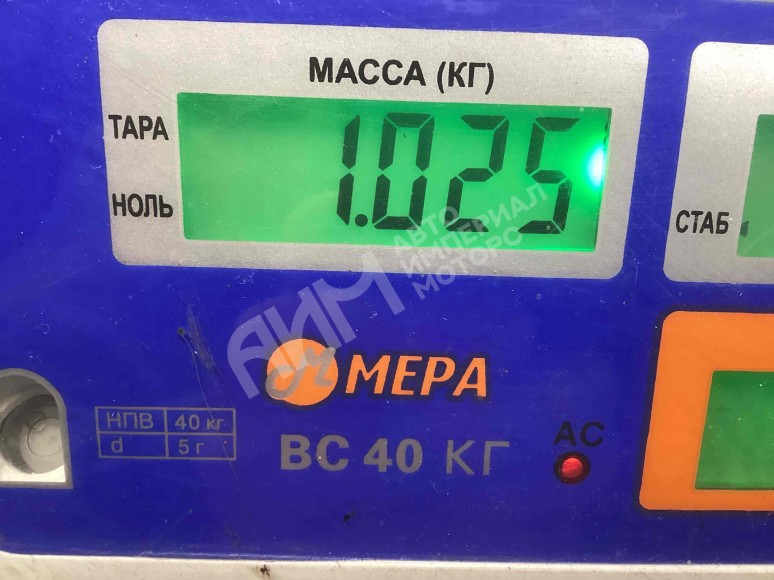 МАССА (КГ)
ТАРА
1.025
НОЛЬ
СТАБ
АВТО
ИМПЕРИАЛ
МОТОРС
АИМ
МЕРА
НПВ 40 кг
d 5 г
ВС 40 КГ
AC